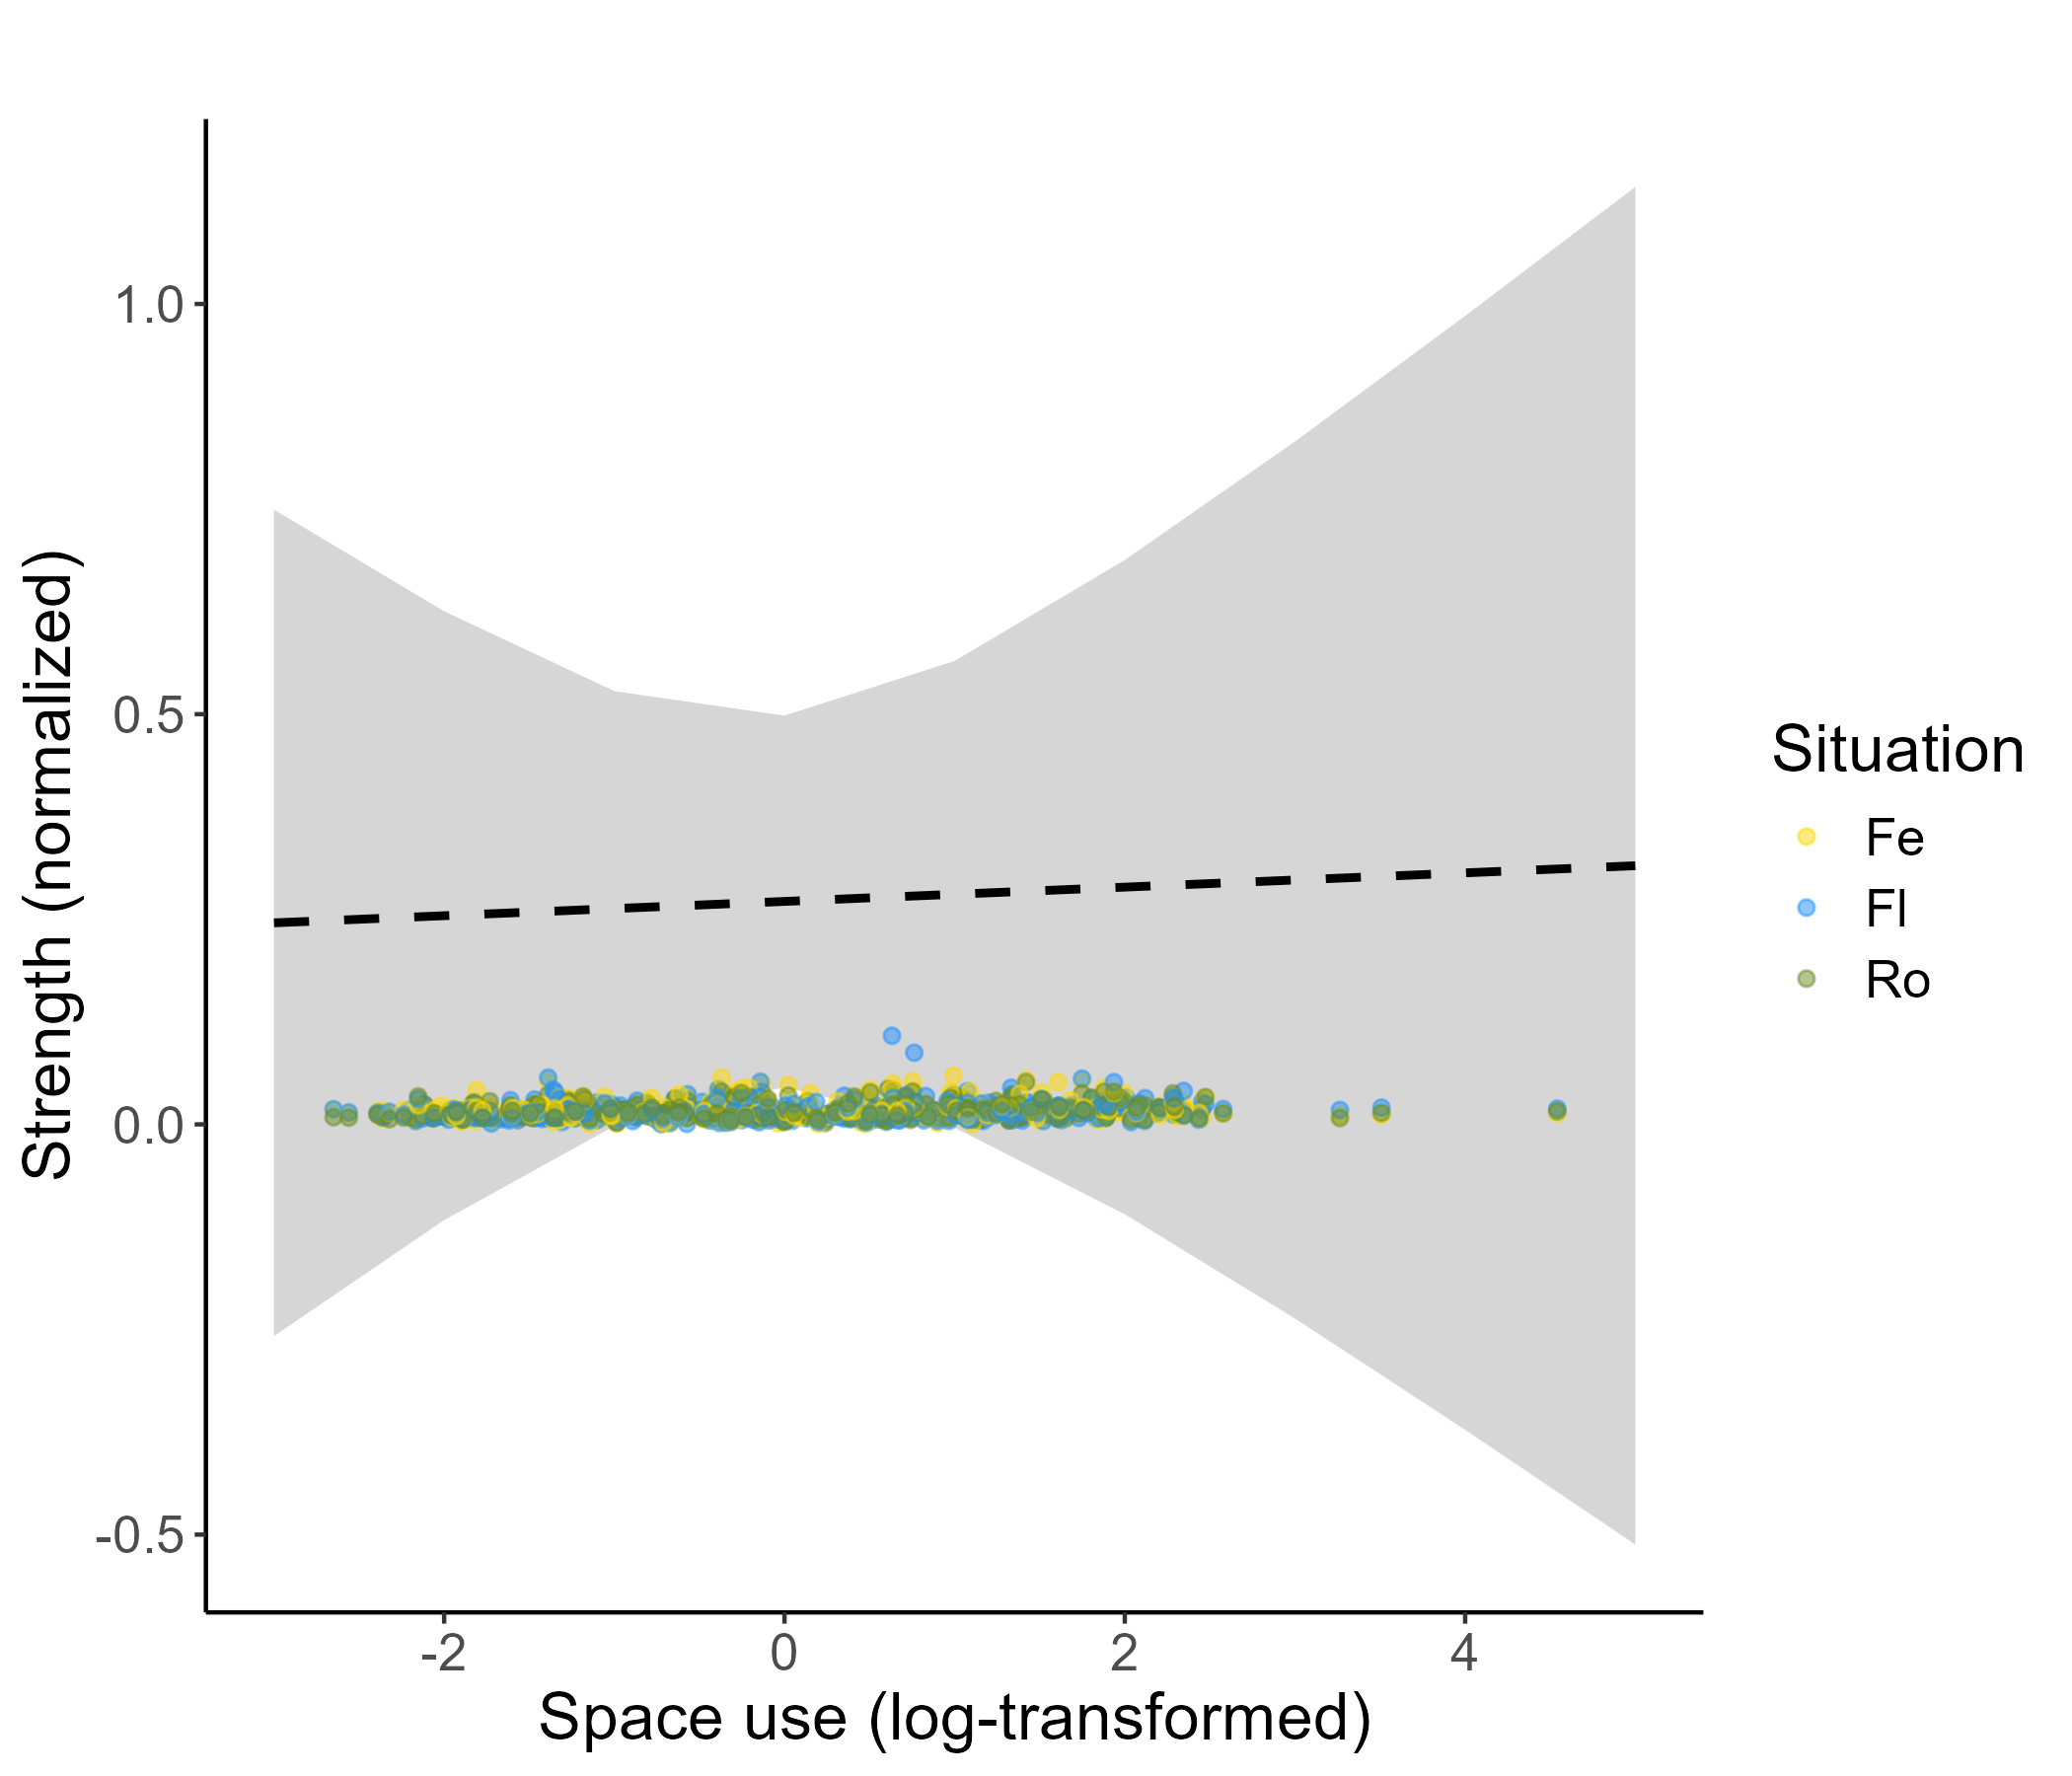 Strength (normalized)
1.0
0.5
0.0
-0.5
-2
0
2
4
Space use (log-transformed)
Situation
Fe
Fl
Ro